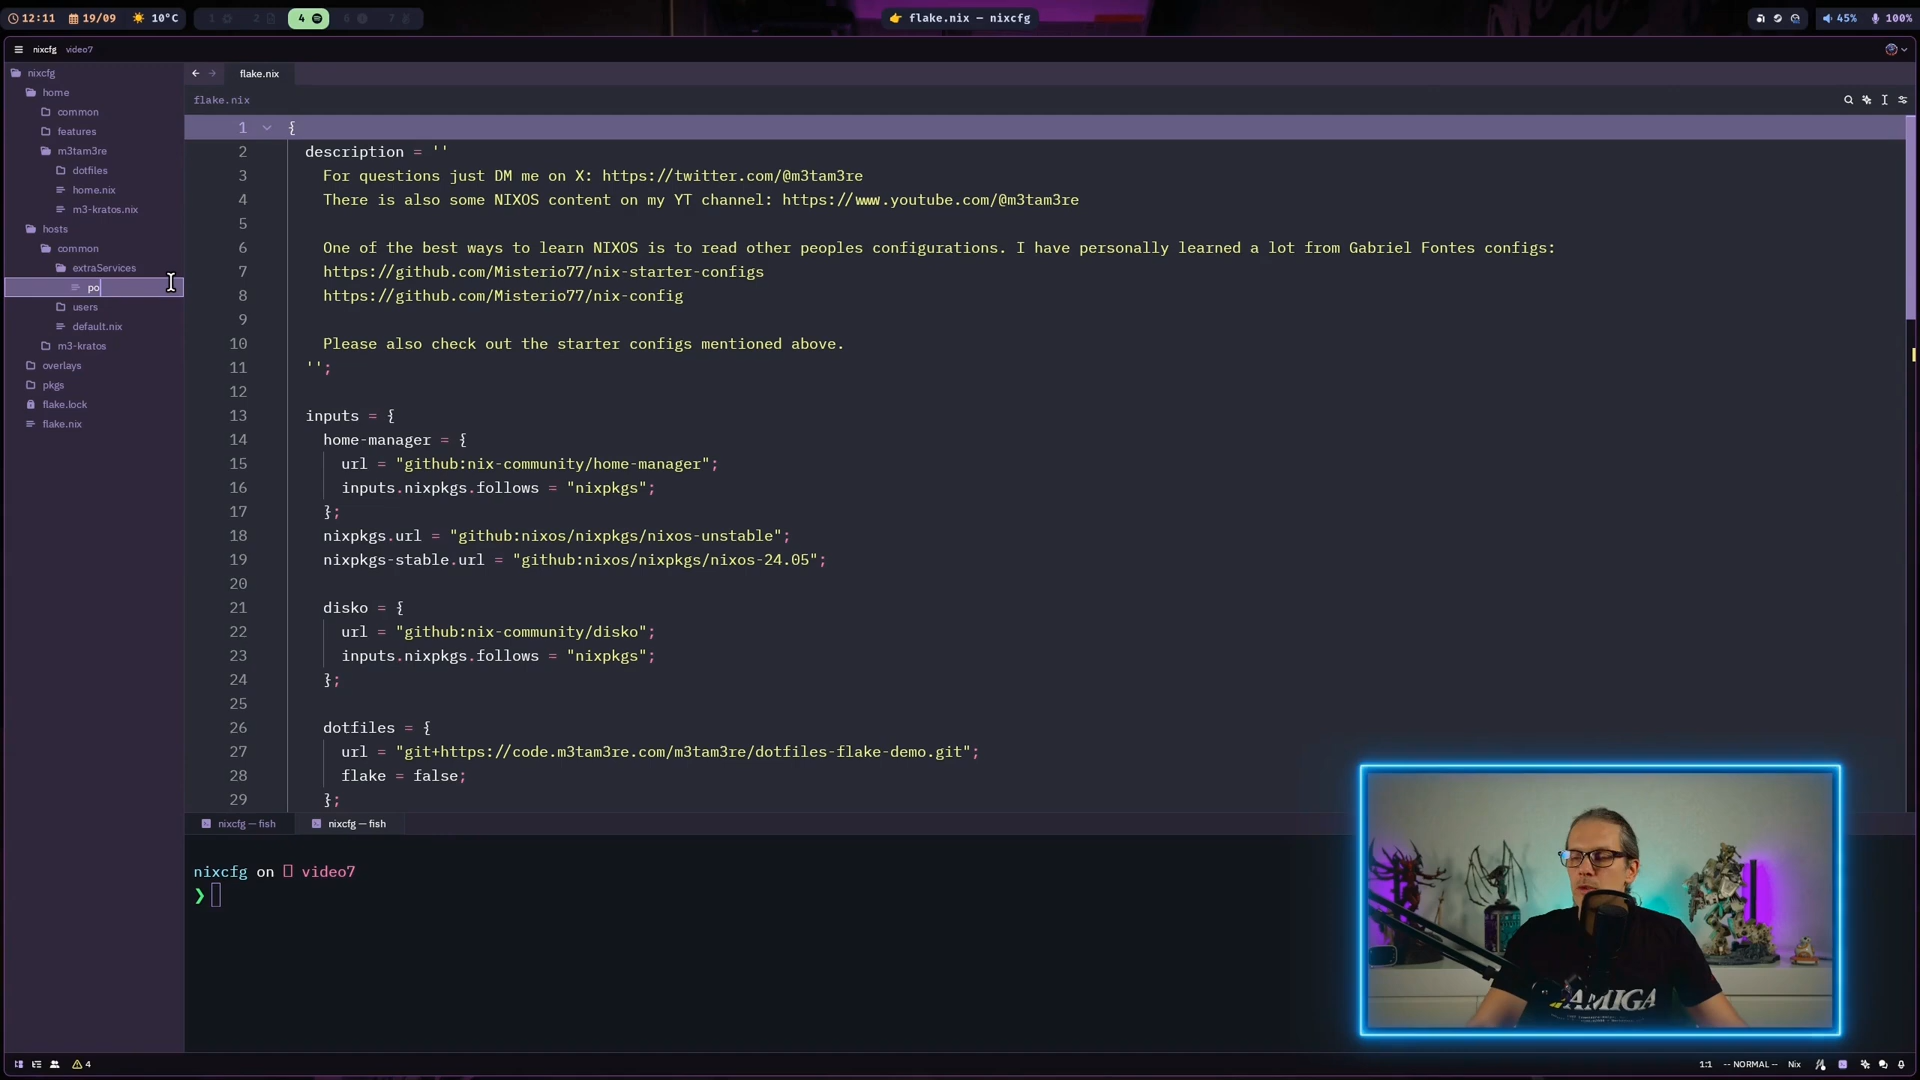 12:11 19/09 10°C 1 2 4 6 7
👉 flake.nix — nixcfg
45% 100%
nixcfg video7
nixcfg
home
common
features
m3tam3re
dotfiles
home.nix
m3-kratos.nix
hosts
common
extraServices
po
users
default.nix
m3-kratos
overlays
pkgs
flake.lock
flake.nix
flake.nix
flake.nix
1 {
2 description = ''
3 For questions just DM me on X: https://twitter.com/@m3tam3re
4 There is also some NIXOS content on my YT channel: https://www.youtube.com/@m3tam3re
5
6 One of the best ways to learn NIXOS is to read other peoples configurations. I have personally learned a lot from Gabriel Fontes configs:
7 https://github.com/Misterio77/nix-starter-configs
8 https://github.com/Misterio77/nix-config
9
10 Please also check out the starter configs mentioned above.
11 '';
12
13 inputs = {
14 home-manager = {
15 url = "github:nix-community/home-manager";
16 inputs.nixpkgs.follows = "nixpkgs";
17 };
18 nixpkgs.url = "github:nixos/nixpkgs/nixos-unstable";
19 nixpkgs-stable.url = "github:nixos/nixpkgs/nixos-24.05";
20
21 disko = {
22 url = "github:nix-community/disko";
23 inputs.nixpkgs.follows = "nixpkgs";
24 };
25
26 dotfiles = {
27 url = "git+https://code.m3tam3re.com/m3tam3re/dotfiles-flake-demo.git";
28 flake = false;
29 };
nixcfg — fish nixcfg — fish
nixcfg on video7
❯
AMIGA
4
1:1 -- NORMAL -- Nix